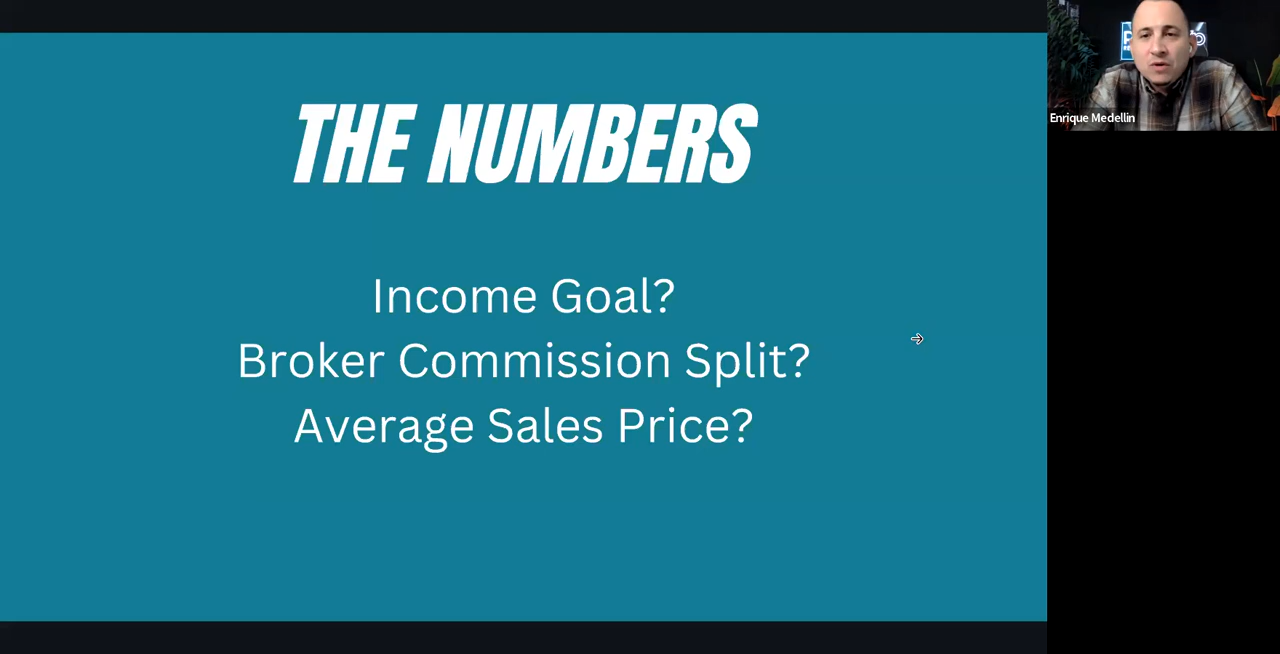 THE NUMBERS
Income Goal?
Broker Commission Split?
Average Sales Price?
Enrique Medellin